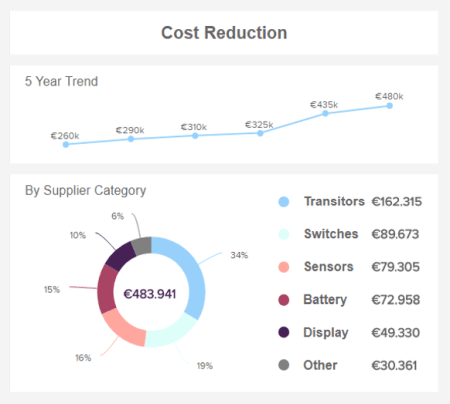 Cost Reduction
5 Year Trend
€260k
€290k
€310k
€325k
€435k
€480k
By Supplier Category
6%
10%
34%
15%
€483.941
16%
19%
Transitors €162.315
Switches €89.673
Sensors €79.305
Battery €72.958
Display €49.330
Other €30.361